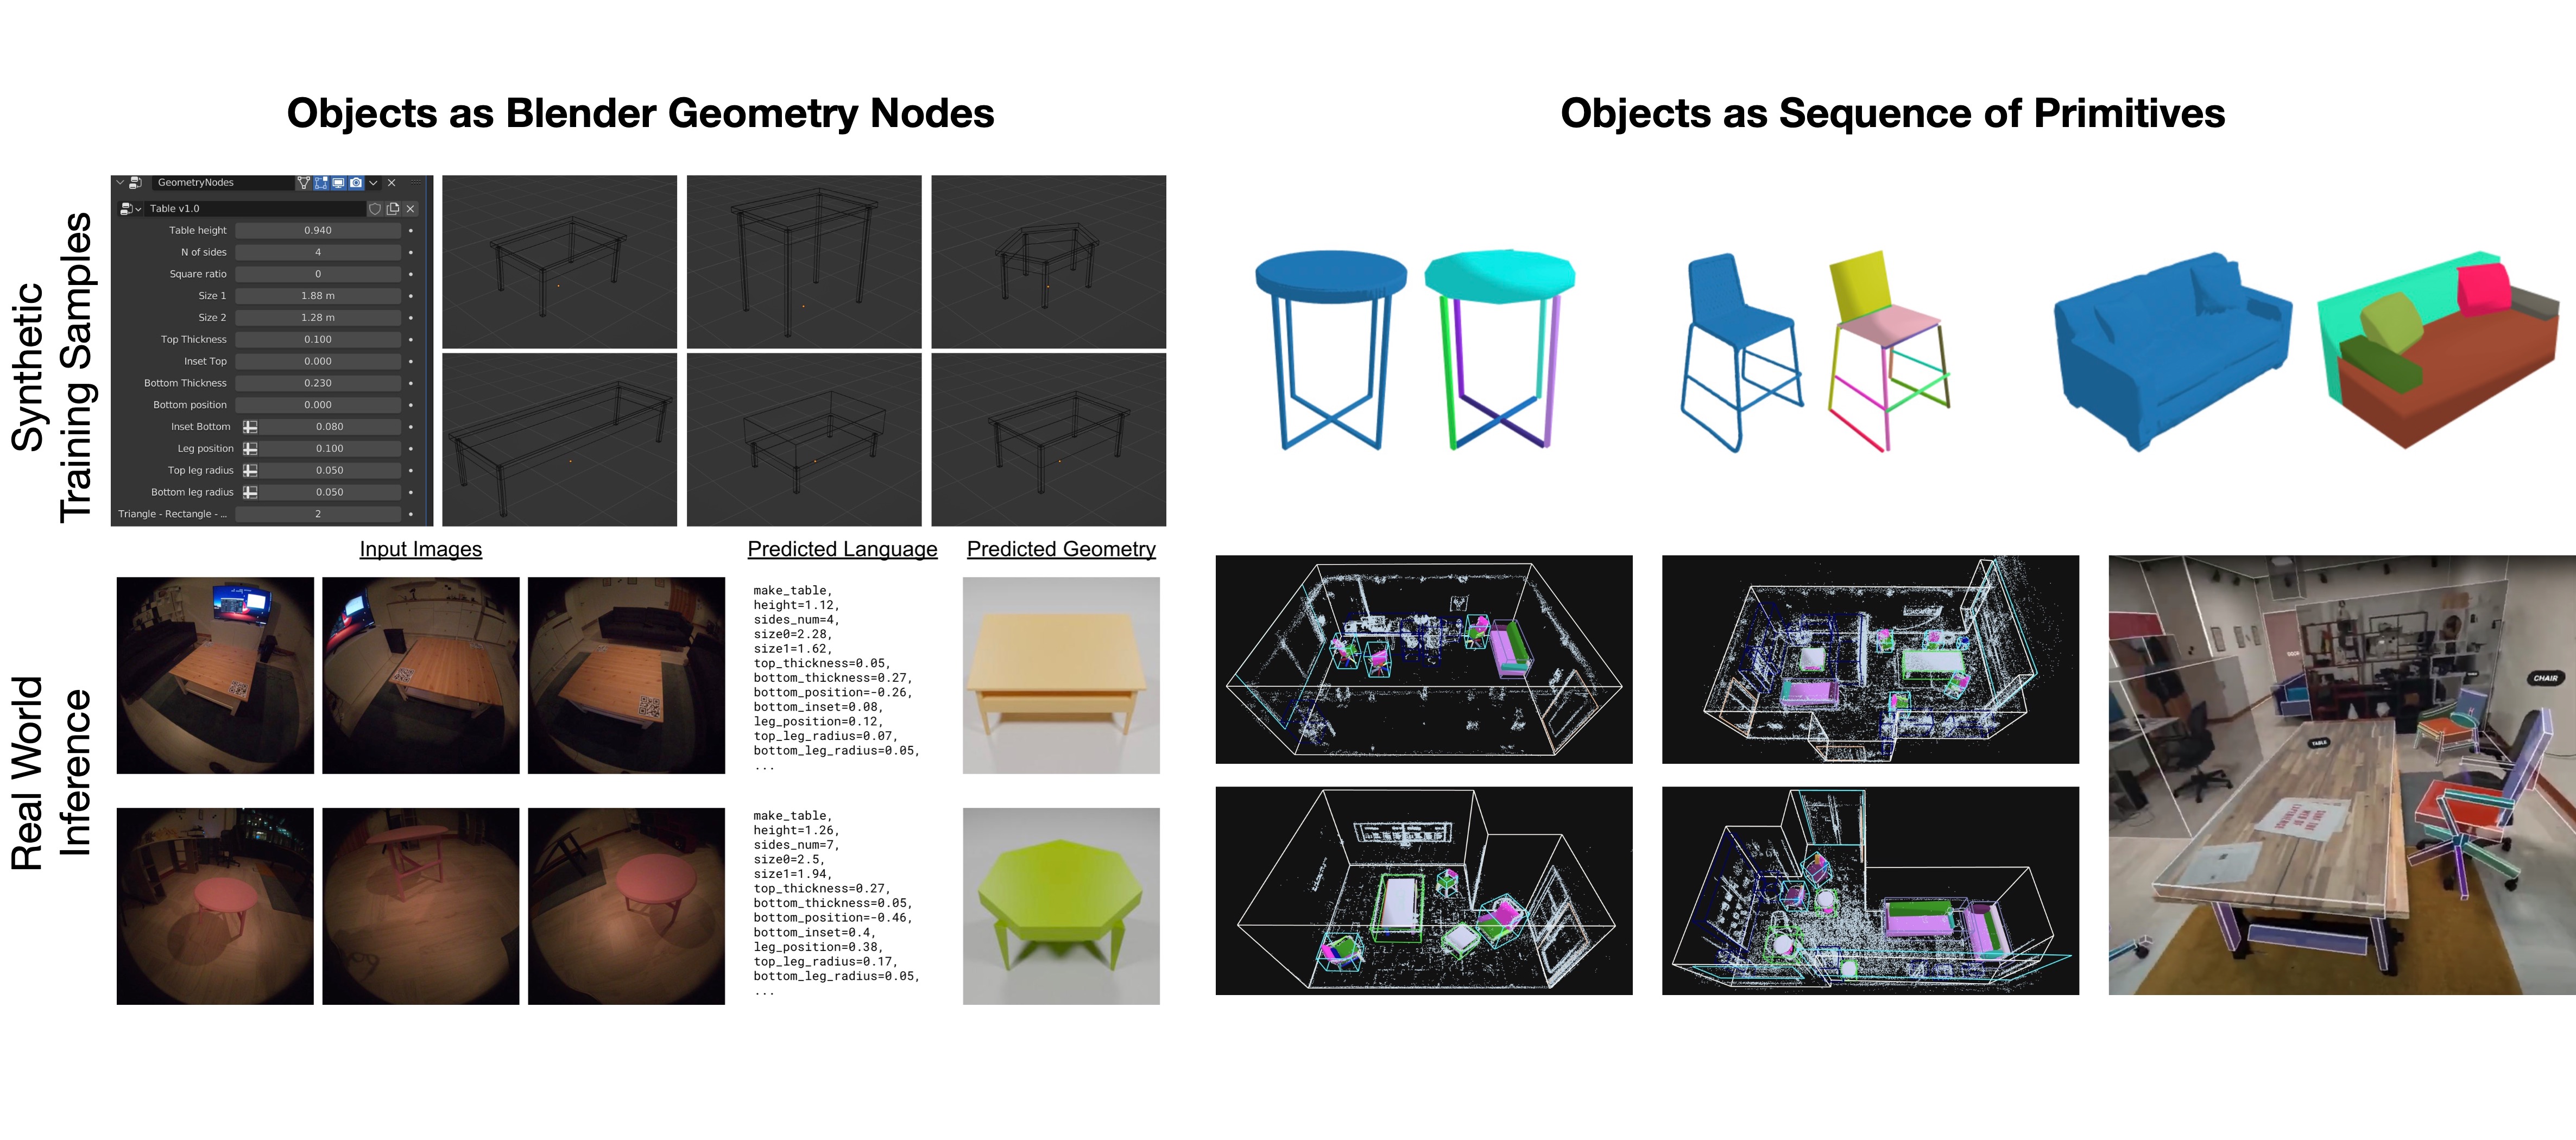 Objects as Blender Geometry Nodes
Objects as Sequence of Primitives
Synthetic
Training Samples
GeometryNodes
Table v1.0
Table height 0.940
N of sides 4
Square ratio 0
Size 1 1.88 m
Size 2 1.28 m
Top Thickness 0.100
Inset Top 0.000
Bottom Thickness 0.230
Bottom position 0.000
Inset Bottom 0.080
Leg position 0.100
Top leg radius 0.050
Bottom leg radius 0.050
Triangle - Rectangle - ... 2
Real World
Inference
Input Images
Predicted Language
Predicted Geometry
make_table,
height=1.12,
sides_num=4,
size0=2.28,
size1=1.62,
top_thickness=0.05,
bottom_thickness=0.27,
bottom_position=-0.26,
bottom_inset=0.08,
leg_position=0.12,
top_leg_radius=0.07,
bottom_leg_radius=0.05,
...
make_table,
height=1.26,
sides_num=7,
size0=2.5,
size1=1.94,
top_thickness=0.27,
bottom_thickness=0.05,
bottom_position=-0.46,
bottom_inset=0.4,
leg_position=0.38,
top_leg_radius=0.17,
bottom_leg_radius=0.05,
...
CHAIR
TABLE